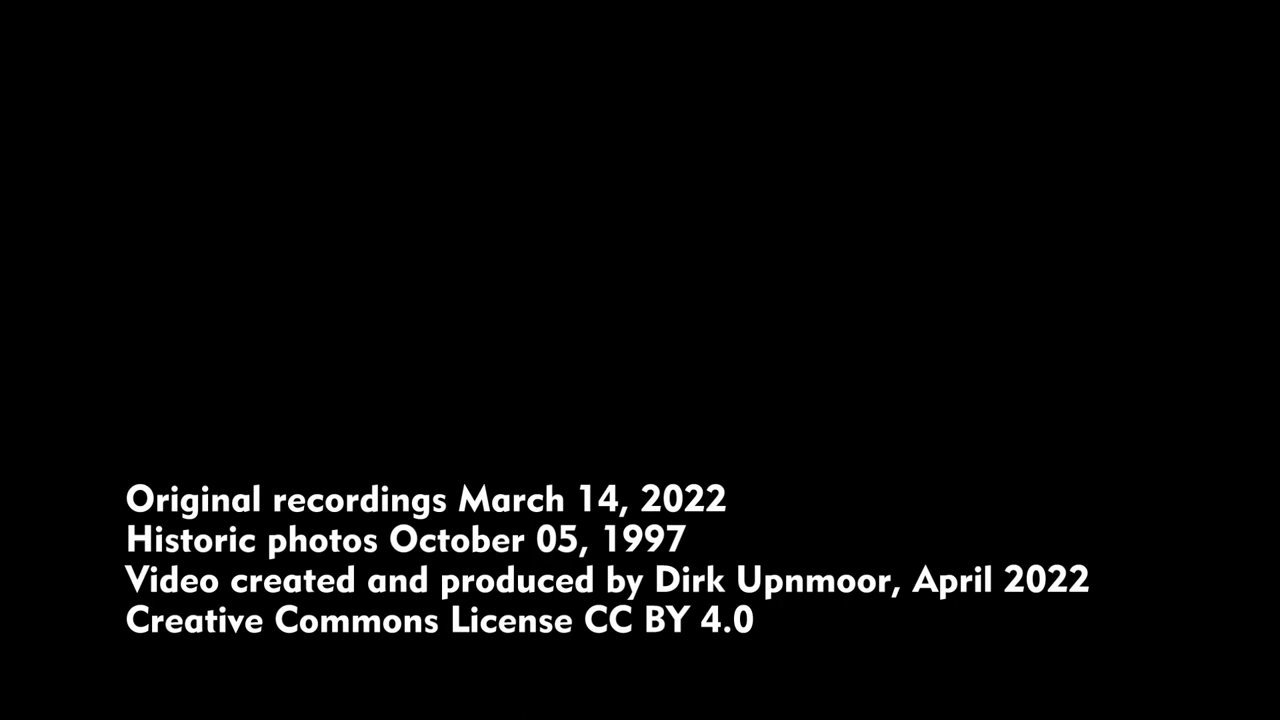 Original recordings March 14, 2022
Historic photos October 05, 1997
Video created and produced by Dirk Upnmoor, April 2022
Creative Commons License CC BY 4.0